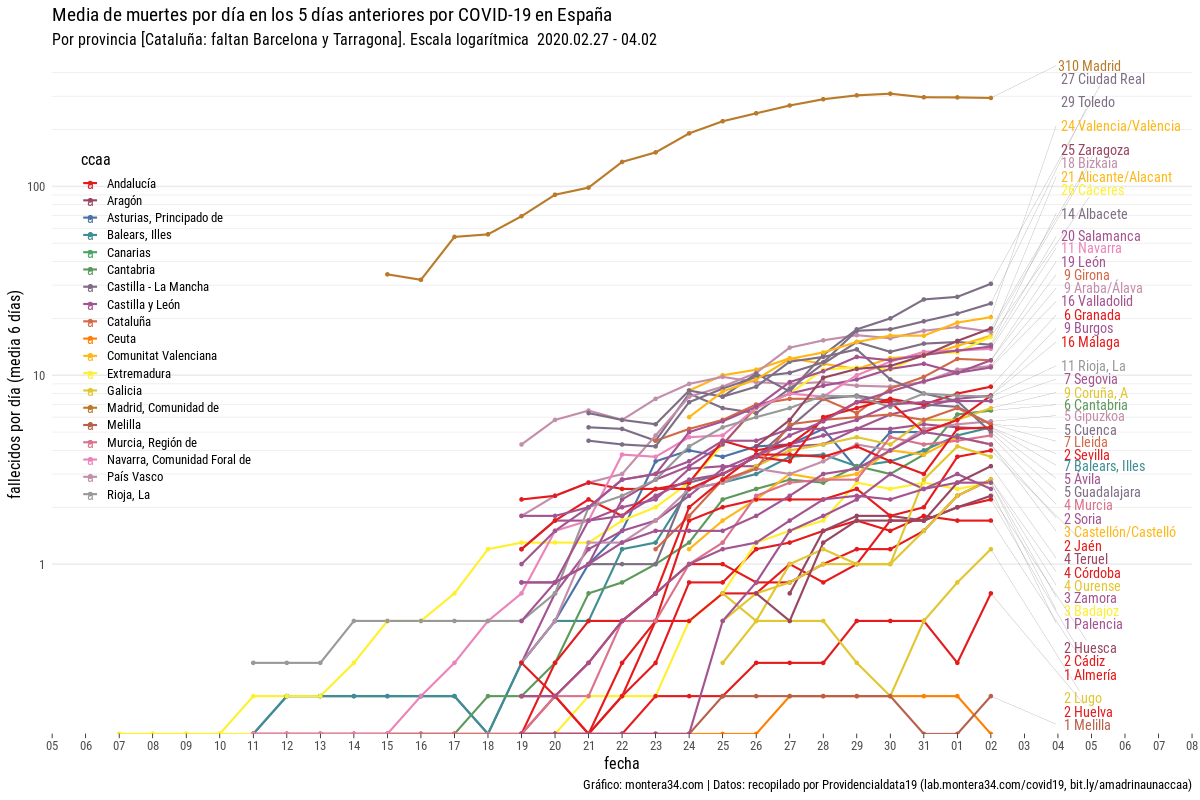 Media de muertes por día en los 5 días anteriores por COVID-19 en España
Por provincia [Cataluña: faltan Barcelona y Tarragona]. Escala logarítmica 2020.02.27 - 04.02
310 Madrid
27 Ciudad Real
29 Toledo
24 Valencia/València
25 Zaragoza
18 Bizkaia
21 Alicante/Alacant
26 Cáceres
14 Albacete
20 Salamanca
11 Navarra
19 León
9 Girona
9 Araba/Álava
16 Valladolid
6 Granada
9 Burgos
16 Málaga
11 Rioja, La
7 Segovia
9 Coruña, A
6 Cantabria
5 Gipuzkoa
5 Cuenca
7 Lleida
2 Sevilla
7 Balears, Illes
5 Ávila
5 Guadalajara
4 Murcia
2 Soria
3 Castellón/Castelló
2 Jaén
4 Teruel
4 Córdoba
4 Ourense
3 Zamora
3 Badajoz
1 Palencia
2 Huesca
2 Cádiz
1 Almería
2 Lugo
2 Huelva
1 Melilla
ccaa
Andalucía
Aragón
Asturias, Principado de
Balears, Illes
Canarias
Cantabria
Castilla - La Mancha
Castilla y León
Cataluña
Ceuta
Comunitat Valenciana
Extremadura
Galicia
Madrid, Comunidad de
Melilla
Murcia, Región de
Navarra, Comunidad Foral de
País Vasco
Rioja, La
fallecidos por día (media 6 días)
100
10
1
05 06 07 08 09 10 11 12 13 14 15 16 17 18 19 20 21 22 23 24 25 26 27 28 29 30 31 01 02 03 04 05 06 07 08
fecha
Gráfico: montera34.com | Datos: recopilado por Providencialdata19 (lab.montera34.com/covid19, bit.ly/amadrinaunaccaa)